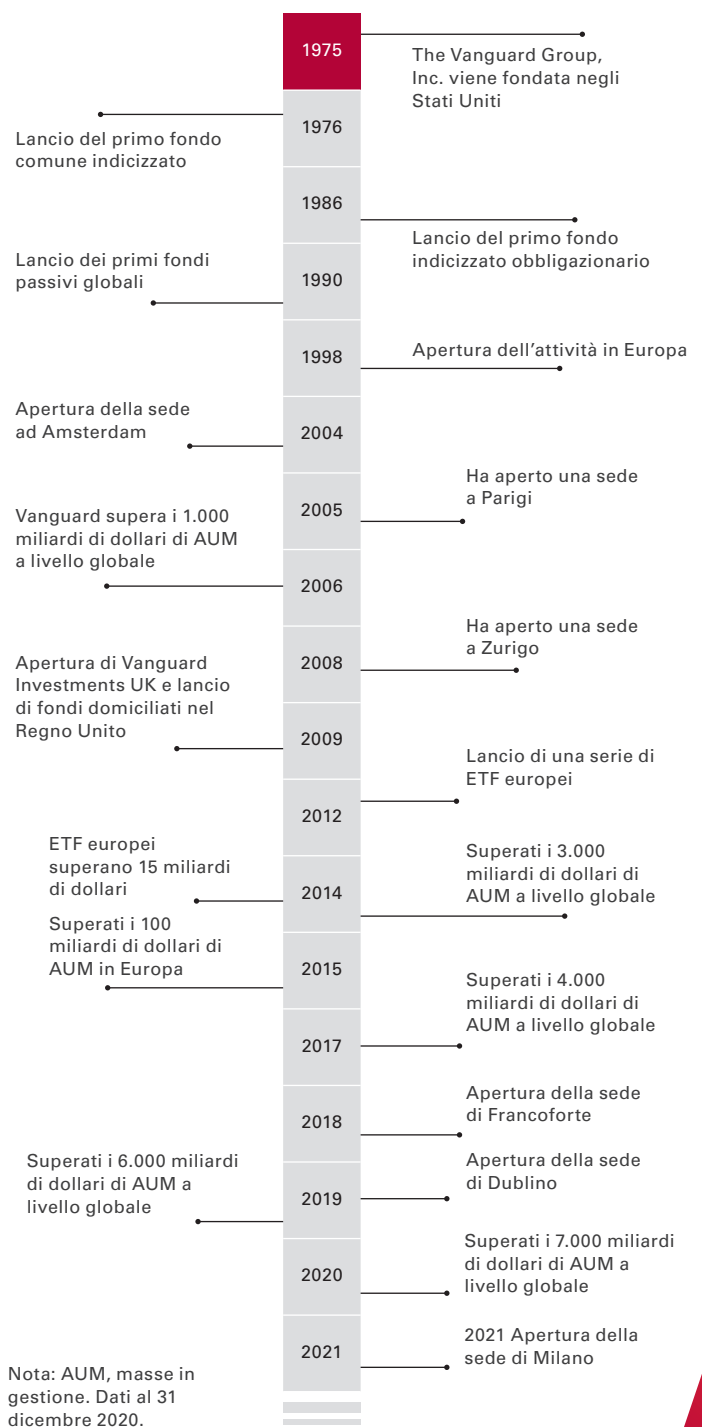 1975
The Vanguard Group,
Inc. viene fondata negli
Stati Uniti
1976
Lancio del primo fondo
comune indicizzato
1986
Lancio del primo fondo
indicizzato obbligazionario
Lancio dei primi fondi
passivi globali
1990
1998
Apertura dell’attività in Europa
Apertura della sede
ad Amsterdam
2004
2005
Ha aperto una sede
a Parigi
Vanguard supera i 1.000
miliardi di dollari di AUM
a livello globale
2006
2008
Ha aperto una sede
a Zurigo
Apertura di Vanguard
Investments UK e lancio
di fondi domiciliati nel
Regno Unito
2009
2012
Lancio di una serie di
ETF europei
ETF europei
superano 15 miliardi
di dollari
2014
Superati i 3.000
miliardi di dollari di
AUM a livello globale
Superati i 100
miliardi di dollari di
AUM in Europa
2015
2017
Superati i 4.000
miliardi di dollari di
AUM a livello globale
2018
Apertura della sede
di Francoforte
Superati i 6.000 miliardi
di dollari di AUM a
livello globale
2019
Apertura della sede
di Dublino
2020
Superati i 7.000 miliardi
di dollari di AUM a
livello globale
2021
2021 Apertura della
sede di Milano
Nota: AUM, masse in
gestione. Dati al 31
dicembre 2020.